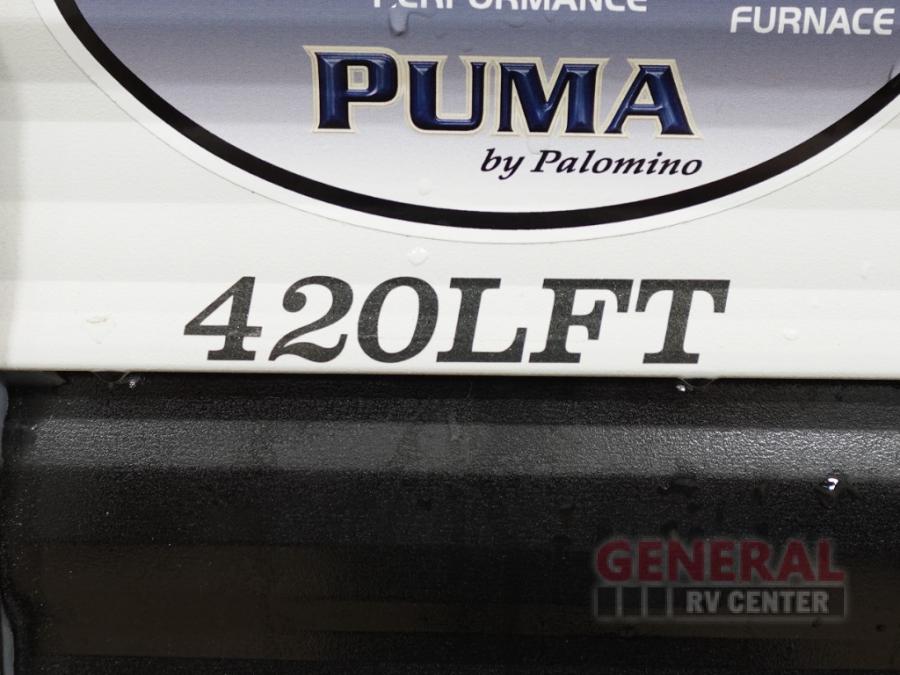 PERFORMANCE
FURNACE
PUMA
by Palomino
420LFT
GENERAL
RV CENTER